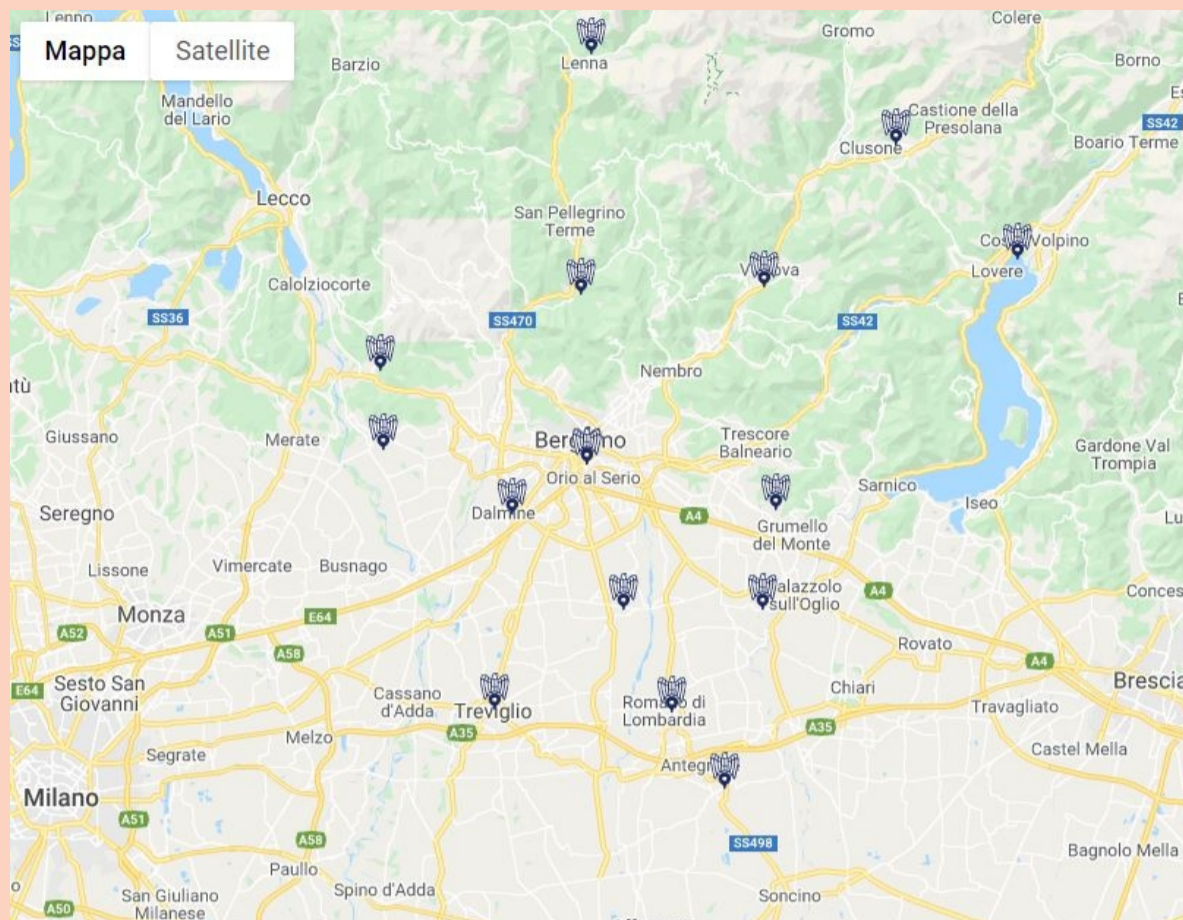 Lenno
Mappa
Satellite
Lenna
Gromo
Colere
Barzio
Borno
Mandello
del Lario
Castione della
Presolana
Clusone
SS42
Boario Terme
Lecco
San Pellegrino
Terme
Lovere
Calolziocorte
SS36
SS470
SS42
Nembro
Giussano
Merate
Trescore
Balneario
Gardone Val
Trompia
Orio al Serio
Sarnico
Iseo
Seregno
Dalmine
A4
Grumello
del Monte
Lissone
Vimercate
Busnago
sull'Oglio
A4
Monza
E64
A52
A51
A58
Rovato
A4
E64
Sesto San
Giovanni
Cassano
d'Adda
Treviglio
Lombardia
Chiari
Brescia
Travagliato
A35
A35
Melzo
Segrate
Castel Mella
Milano
A51
A58
SS498
Bagnolo Mella
Paullo
San Giuliano
Milanese
Spino d'Adda
Soncino
A50